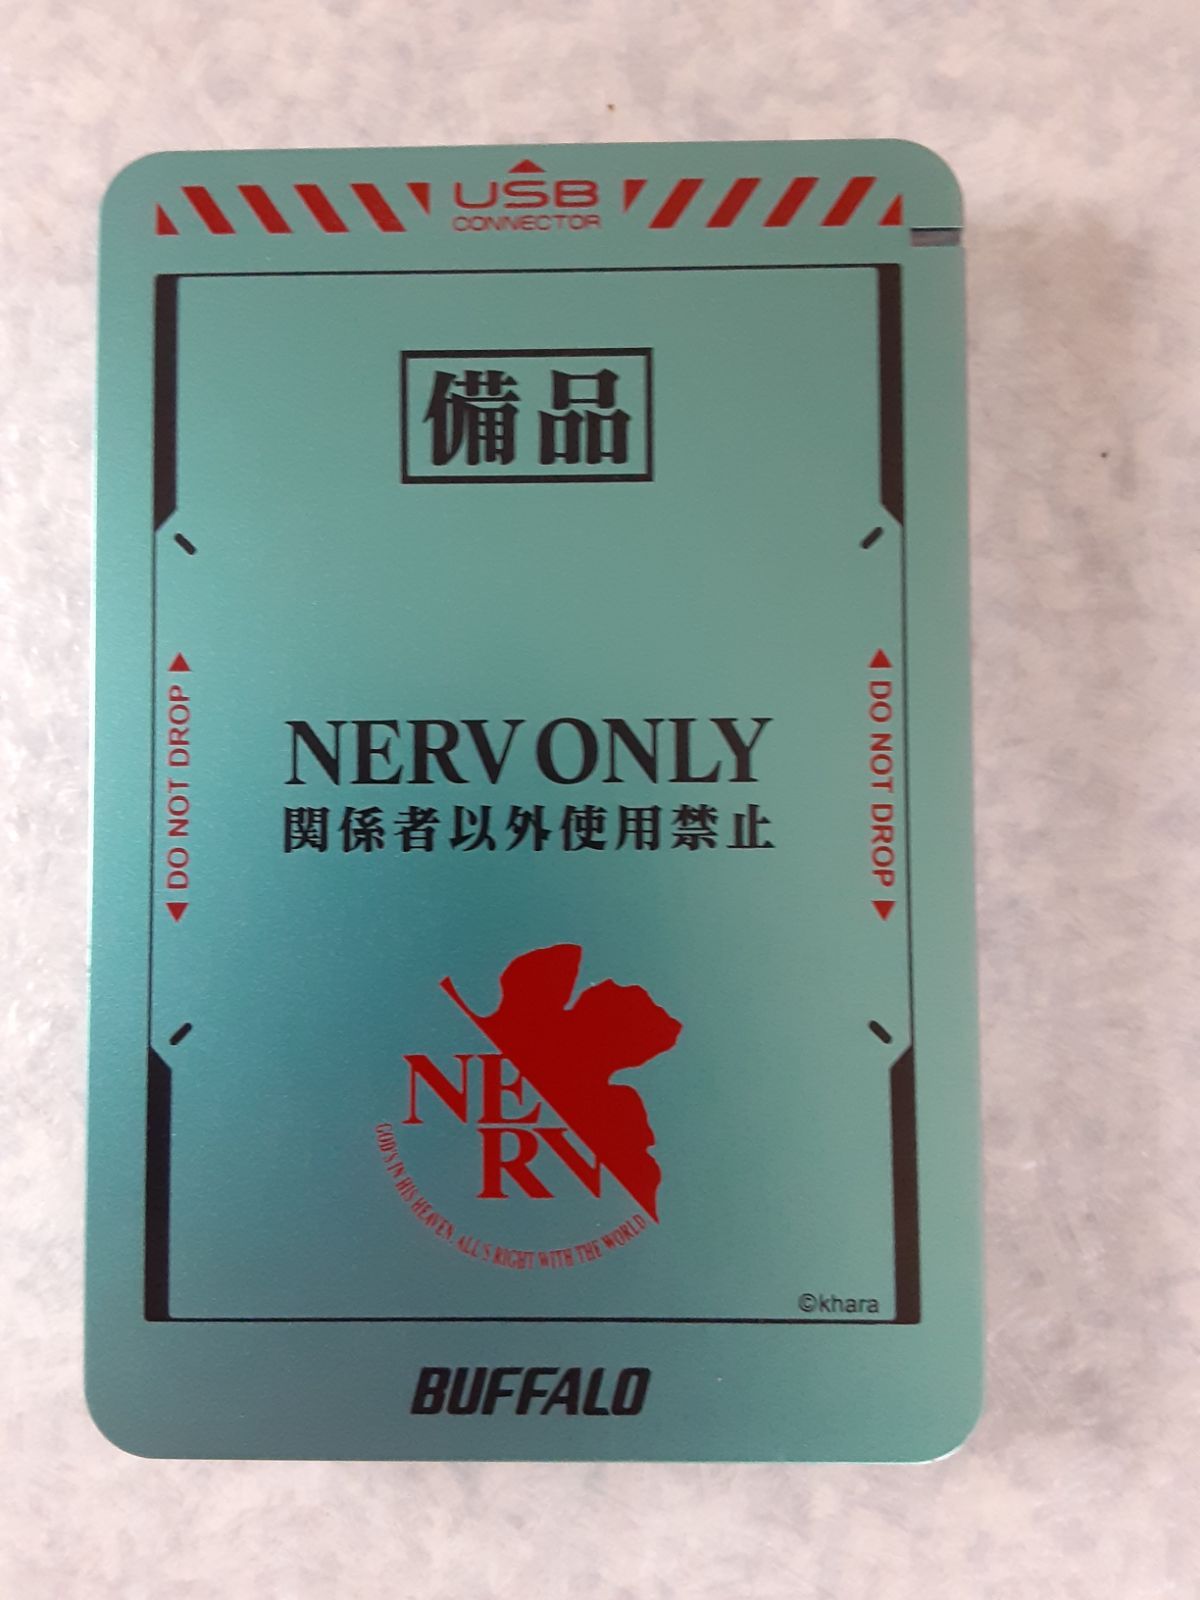 USB
CONNECTOR
備品
DO NOT DROP
DO NOT DROP
NERV ONLY
関係者以外使用禁止
NERV
GOD'S IN HIS HEAVEN. ALL'S RIGHT WITH THE WORLD.
©khara
BUFFALO